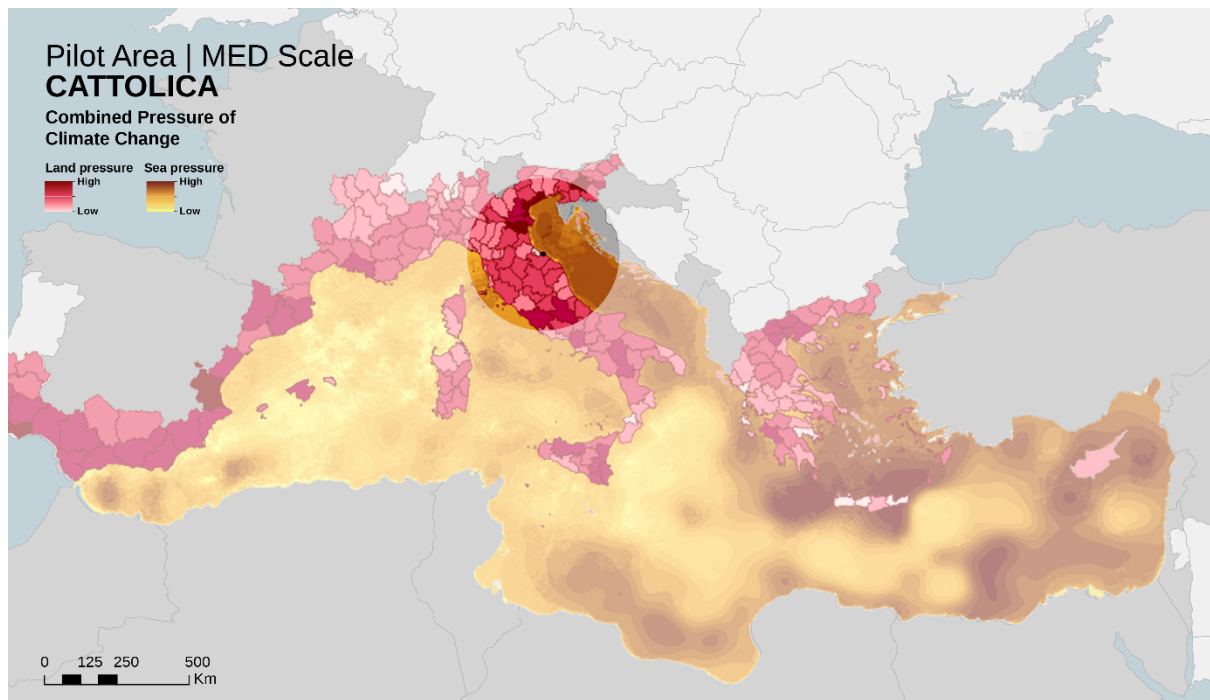 Pilot Area | MED Scale
CATTOLICA
Combined Pressure of
Climate Change
Land pressure Sea pressure
High High
Low Low
0 125 250 500
Km